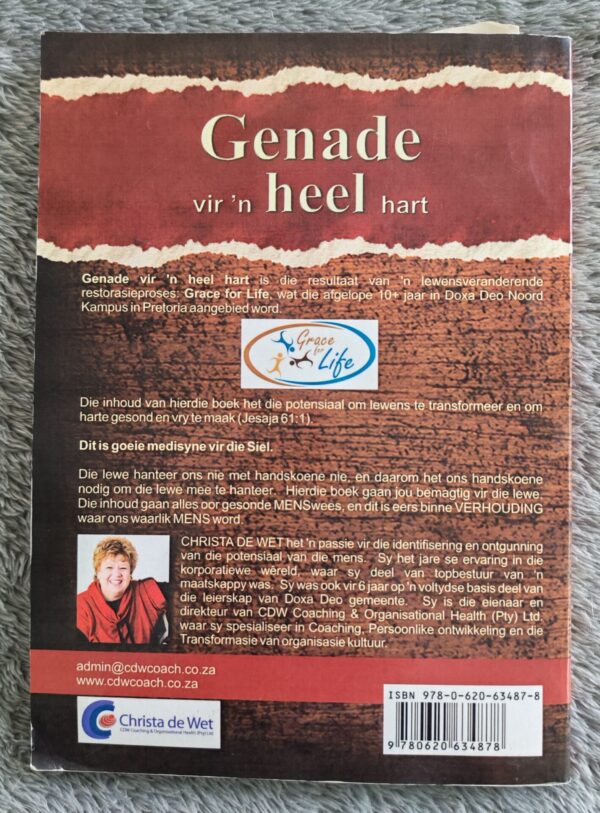 Genade
vir 'n heel hart
Genade vir 'n heel hart is die resultaat van 'n lewensveranderende
restorasieproses: Grace for Life, wat die afgelope 10+ jaar in Doxa Deo Noord
Kampus in Pretoria aangebied word.
Grace
for
Life
Die inhoud van hierdie boek het die potensiaal om lewens te transformeer en om
harte gesond en vry te maak (Jesaja 61:1).
Dit is goeie medisyne vir die Siel.
Die lewe hanteer ons nie met handskoene nie, en daarom het ons handskoene
nodig om die lewe mee te hanteer. Hierdie boek gaan jou bemagtig vir die lewe.
Die inhoud gaan alles oor gesonde MENSwees, en dit is eers binne VERHOUDING
waar ons waarlik MENS word.
CHRISTA DE WET het 'n passie vir die identifisering en ontgunning
van die potensiaal van die mens. Sy het jare se ervaring in die
korporatiewe wêreld, waar sy deel van topbestuur van 'n
maatskappy was. Sy was ook vir 6 jaar op 'n voltydse basis deel van
die leierskap van Doxa Deo gemeente. Sy is die eienaar en
direkteur van CDW Coaching & Organisational Health (Pty) Ltd.
waar sy spesialiseer in Coaching, Persoonlike ontwikkeling en die
Transformasie van organisasie kultuur.
admin@cdwcoach.co.za
www.cdwcoach.co.za
Christa de Wet
CDW Coaching & Organisational Health (Pty) Ltd
ISBN 978-0-620-63487-8
9 780620 634878